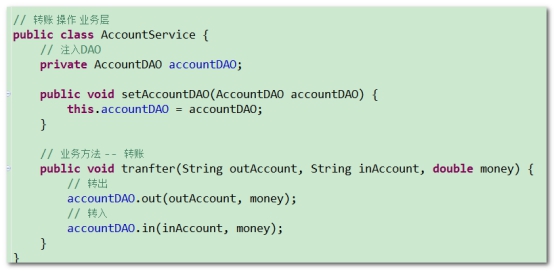 // 转账 操作 业务层
public class AccountService {
// 注入DAO
private AccountDAO accountDAO;
public void setAccountDAO(AccountDAO accountDAO) {
this.accountDAO = accountDAO;
}
// 业务方法 -- 转账
public void tranfter(String outAccount, String inAccount, double money) {
// 转出
accountDAO.out(outAccount, money);
// 转入
accountDAO.in(inAccount, money);
}
}